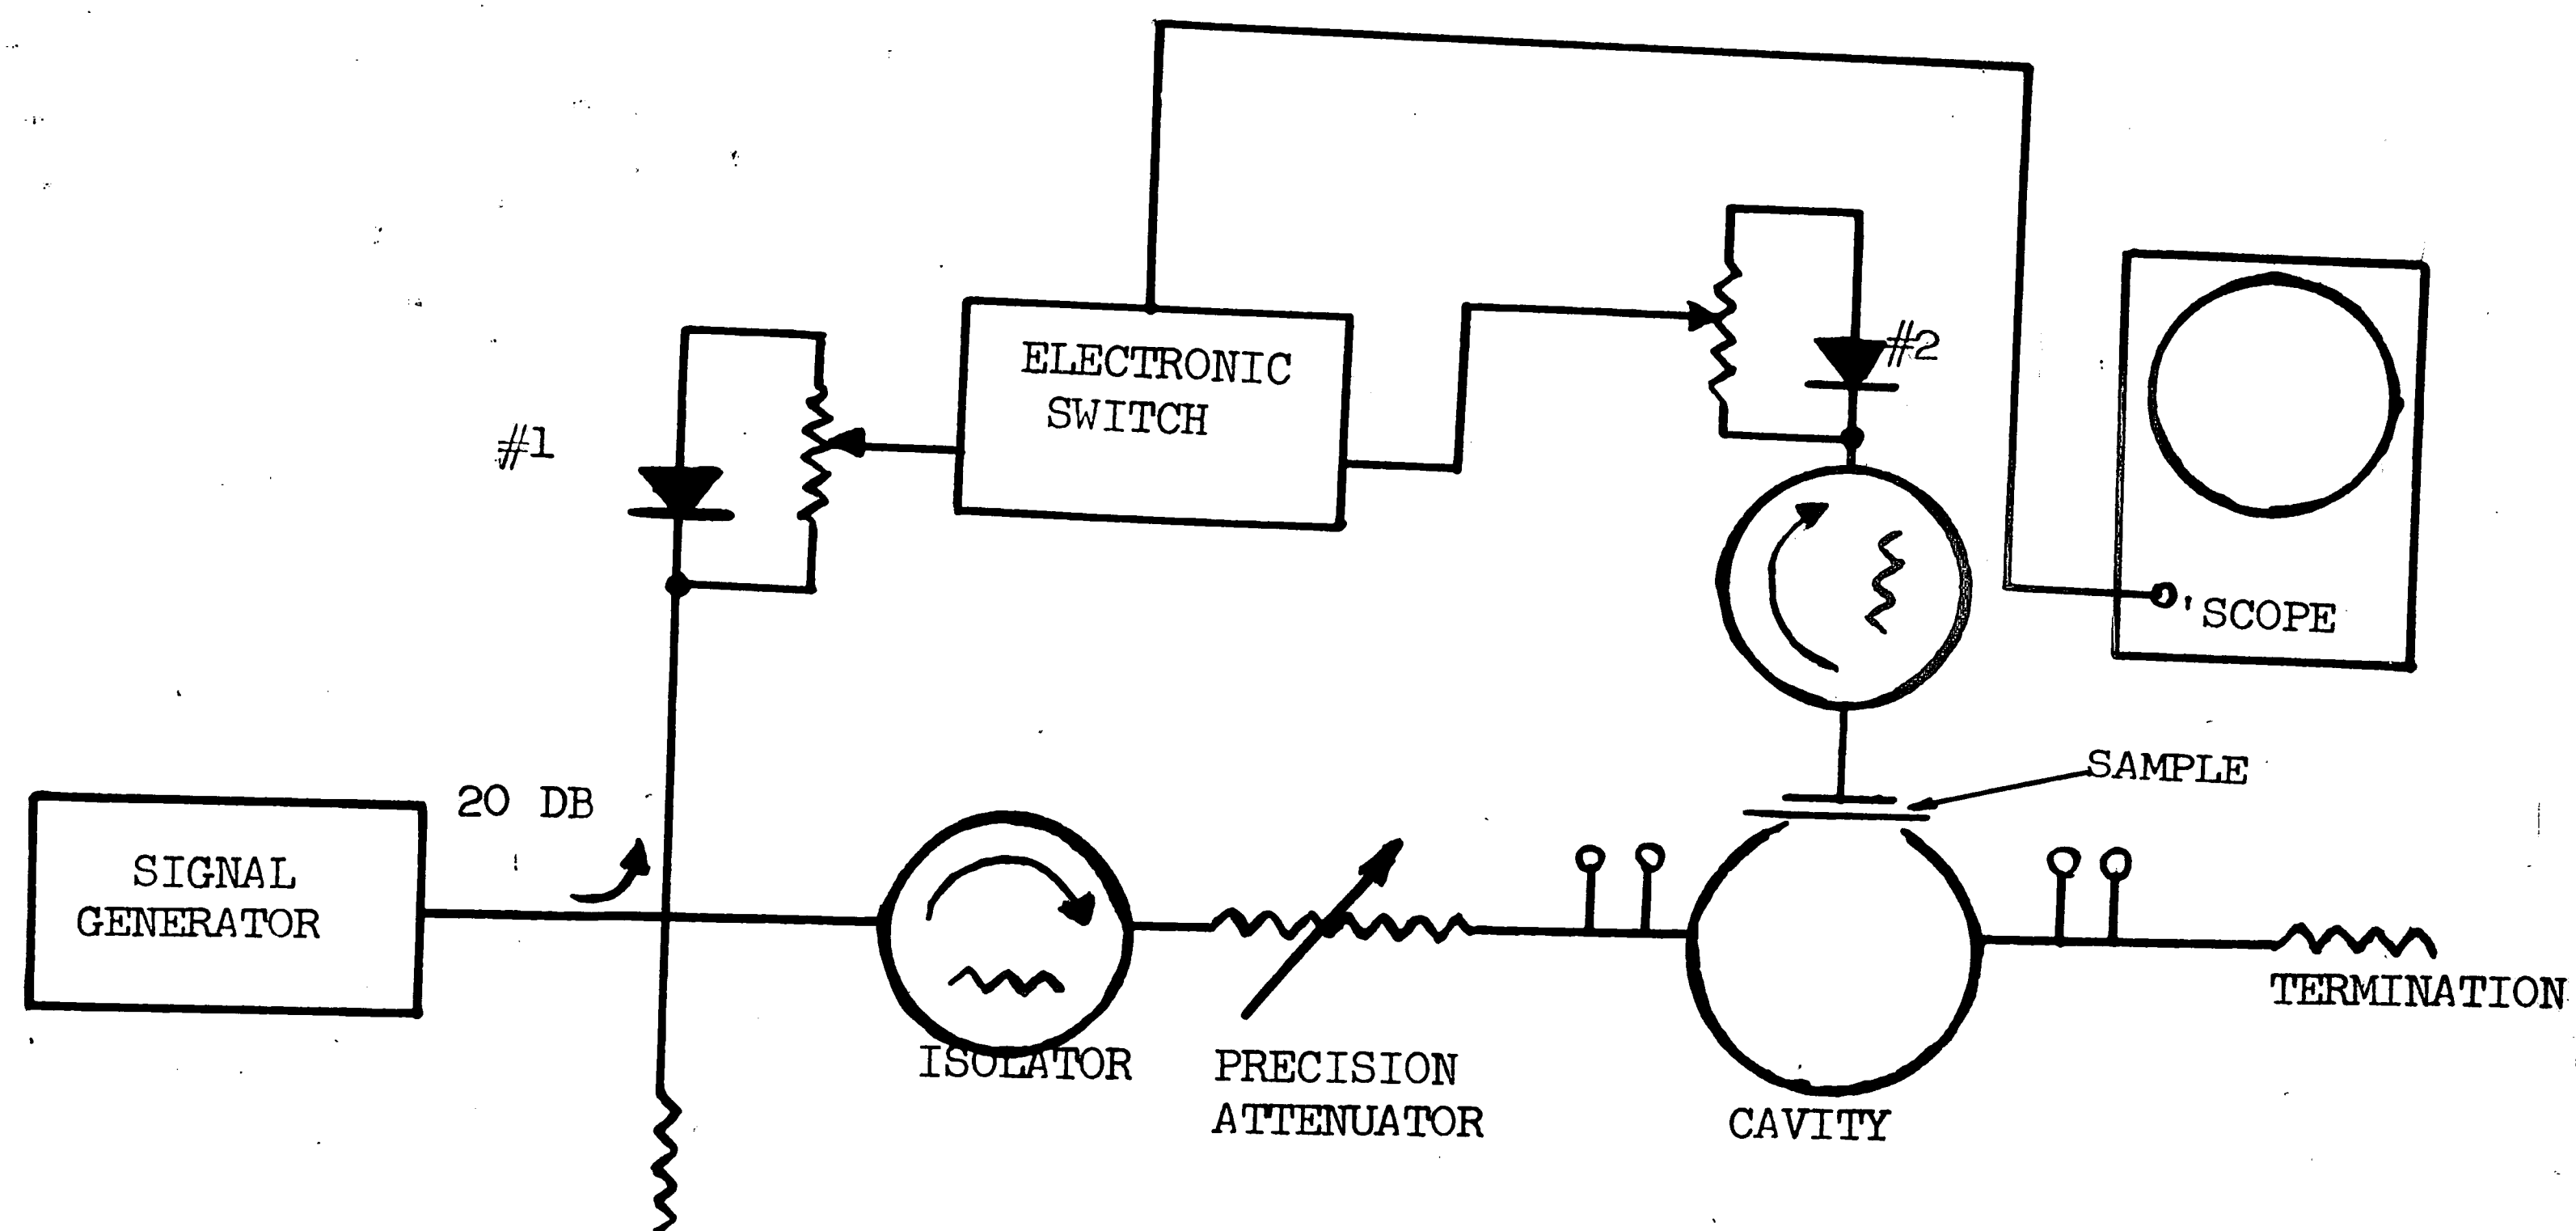 ELECTRONIC
SWITCH
#1
#2
'SCOPE
SAMPLE
20 DB
SIGNAL
GENERATOR
ISOLATOR
PRECISION
ATTENUATOR
CAVITY
TERMINATION